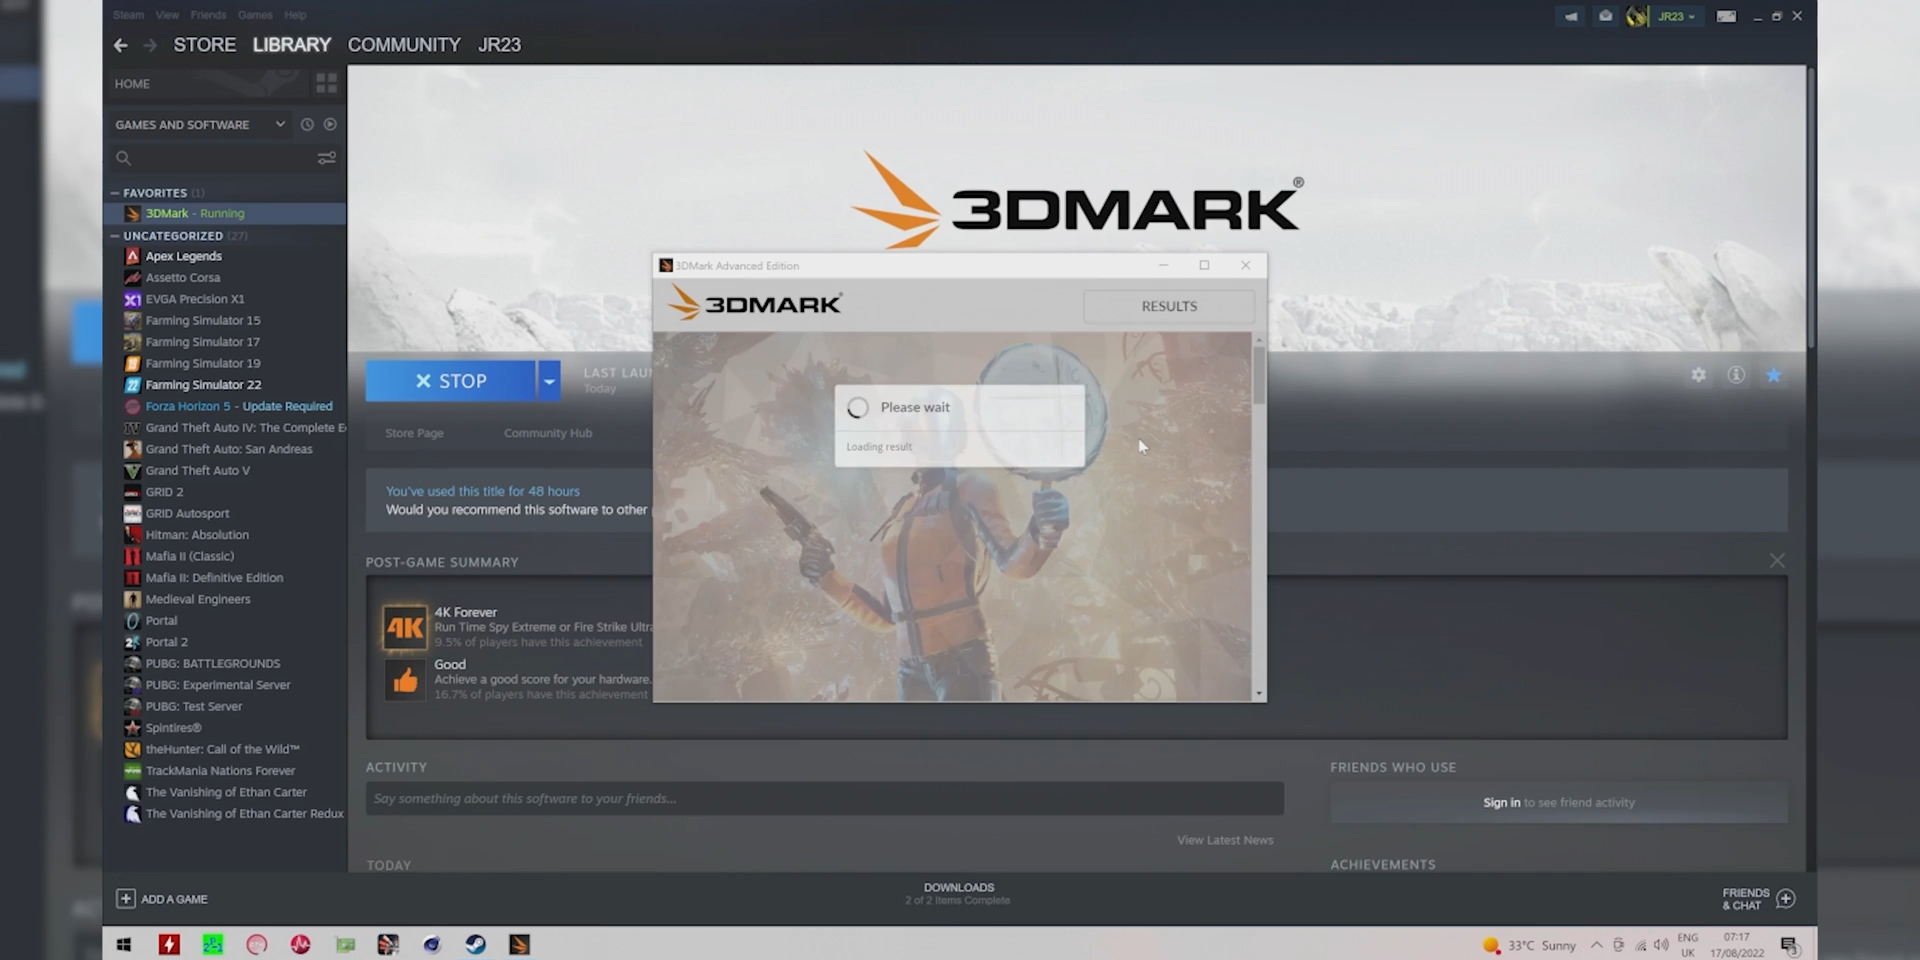 Steam View Friends Games Help
JR23
STORE LIBRARY COMMUNITY JR23
HOME
GAMES AND SOFTWARE
FAVORITES (1)
3DMark - Running
UNCATEGORIZED (27)
Apex Legends
Assetto Corsa
EVGA Precision X1
Farming Simulator 15
Farming Simulator 17
Farming Simulator 19
Farming Simulator 22
Forza Horizon 5 - Update Required
Grand Theft Auto IV: The Complete E
Grand Theft Auto: San Andreas
Grand Theft Auto V
GRID 2
GRID Autosport
Hitman: Absolution
Mafia II (Classic)
Mafia II: Definitive Edition
Medieval Engineers
Portal
Portal 2
PUBG: BATTLEGROUNDS
PUBG: Experimental Server
PUBG: Test Server
Spintires®
theHunter: Call of the Wild™
TrackMania Nations Forever
The Vanishing of Ethan Carter
The Vanishing of Ethan Carter Redux
3DMARK®
3DMark Advanced Edition
3DMARK®
RESULTS
Please wait
Loading result
STOP
LAST LAU
Today
Store Page Community Hub
You've used this title for 48 hours
Would you recommend this software to other
POST-GAME SUMMARY
4K
4K Forever
Run Time Spy Extreme or Fire Strike Ultra
9.5% of players have this achievement
Good
Achieve a good score for your hardware.
16.7% of players have this achievement
ACTIVITY
Say something about this software to your friends...
View Latest News
TODAY
FRIENDS WHO USE
Sign in to see friend activity
ACHIEVEMENTS
ADD A GAME
DOWNLOADS
2 of 2 Items Complete
FRIENDS
& CHAT
33°C Sunny
ENG
UK
07:17
17/08/2022